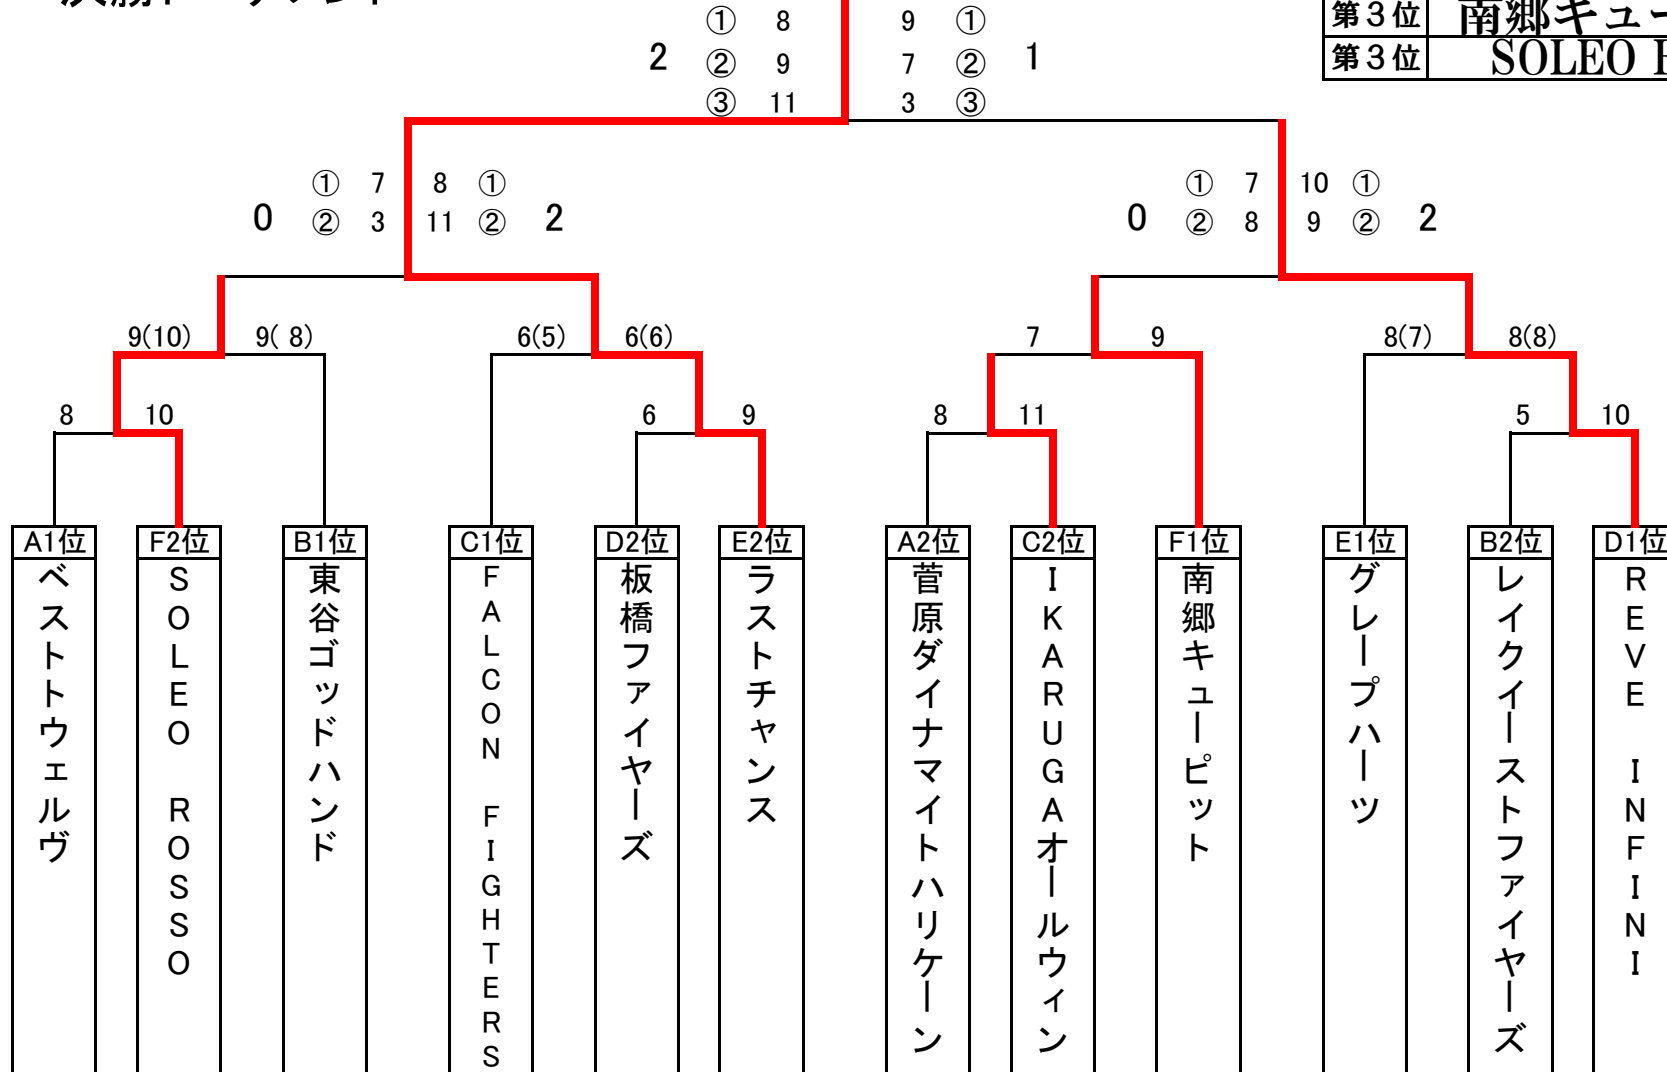 決勝トーナメント
第３位 南郷キュー
第３位 SOLEO
① 8 9 ①
2 ② 9 7 ② 1
③ 11 3 ③
① 7 8 ① ① 7 10 ①
0 ② 3 11 ② 2 0 ② 8 9 ② 2
9(10) 9( 8) 6(5) 6(6) 7 9 8(7) 8(8)
8 10 6 9 8 11 5 10
A1位 F2位 B1位 C1位 D2位 E2位 A2位 C2位 F1位 E1位 B2位 D1位
ベストトウェルヴ
SOLEO ROSSO
東谷ゴッドハンド
FALCON FIGHTERS
板橋ファイヤーズ
ラストチャンス
菅原ダイナマイトハリケーン
IKARUGAオールウィン
南郷キューピット
グレープハーツ
レイクイーストファイヤーズ
REVE INFINI